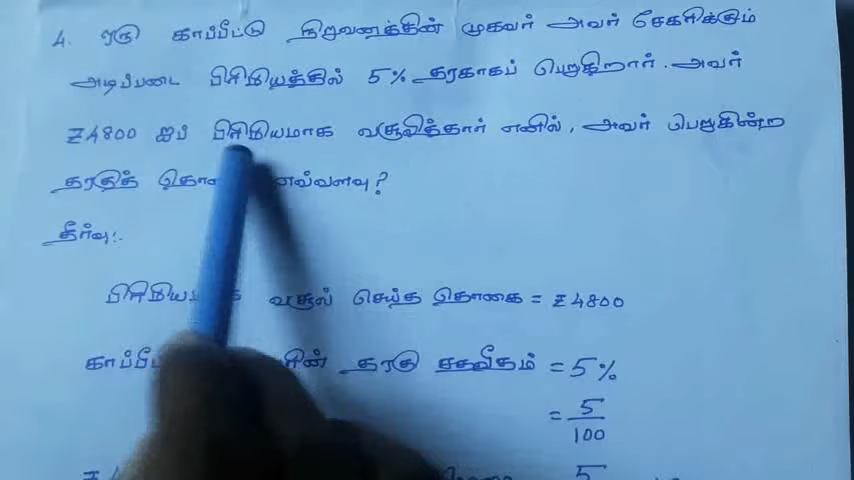 4. ஒரு காப்பீட்டு நிறுவனத்தின் முகவர் அவர் சேகரிக்கும்
அடிப்படை பிரிமியத்தில் 5% தரகாகப் பெறுகிறார். அவர்
₹4800 ஐப் பிரிமியமாக வசூலித்தார் எனில், அவர் பெறுகின்ற
தரகுத் எவ்வளவு?
தீர்வு:-
வசூல் செய்த தொகை = ₹4800
தரகு சதவீதம் = 5%
= 5/100
5